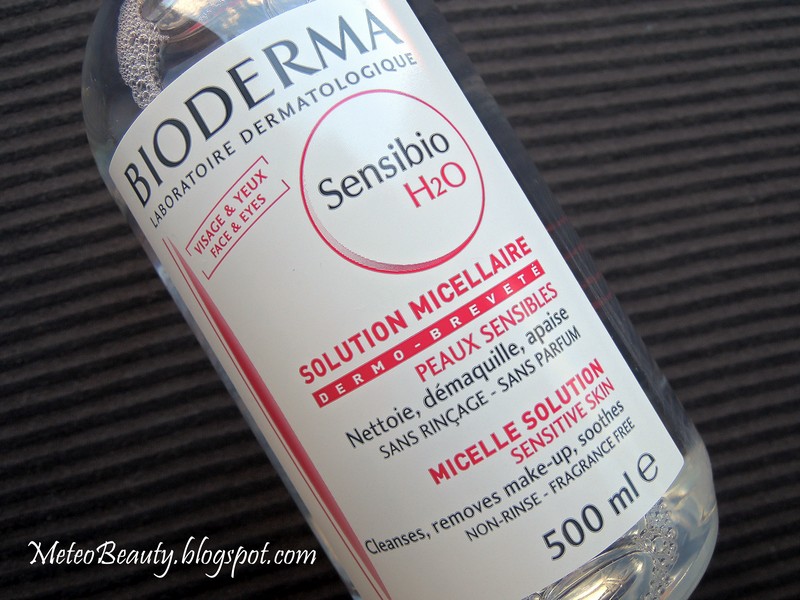 BIODERMA
LABORATOIRE DERMATOLOGIQUE
VISAGE & YEUX
FACE & EYES
Sensibio
H2O
SOLUTION MICELLAIRE
DERMO-BREVETÉ
PEAUX SENSIBLES
Nettoie, démaquille, apaise
SANS RINÇAGE - SANS PARFUM
MICELLE SOLUTION
SENSITIVE SKIN
Cleanses, removes make-up, soothes
NON-RINSE - FRAGRANCE FREE
500 ml e
MeteoBeauty.blogspot.com